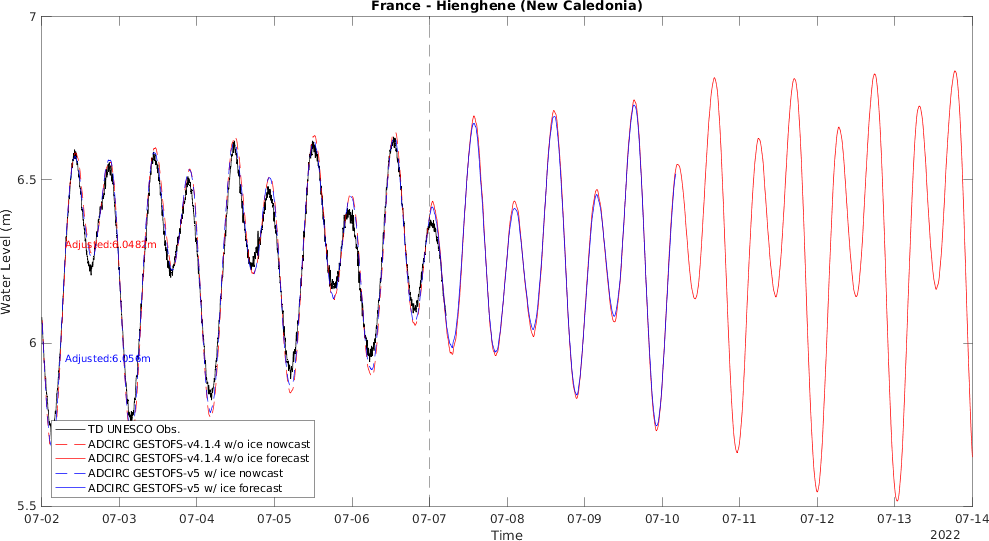 France - Hienghene (New Caledonia)
7
6.5
6
5.5
Water Level (m)
Adjusted:6.0482m
Adjusted:6.056m
TD UNESCO Obs.
ADCIRC GESTOFS-v4.1.4 w/o ice nowcast
ADCIRC GESTOFS-v4.1.4 w/o ice forecast
ADCIRC GESTOFS-v5 w/ ice nowcast
ADCIRC GESTOFS-v5 w/ ice forecast
07-02 07-03 07-04 07-05 07-06 07-07 07-08 07-09 07-10 07-11 07-12 07-13 07-14
Time
2022